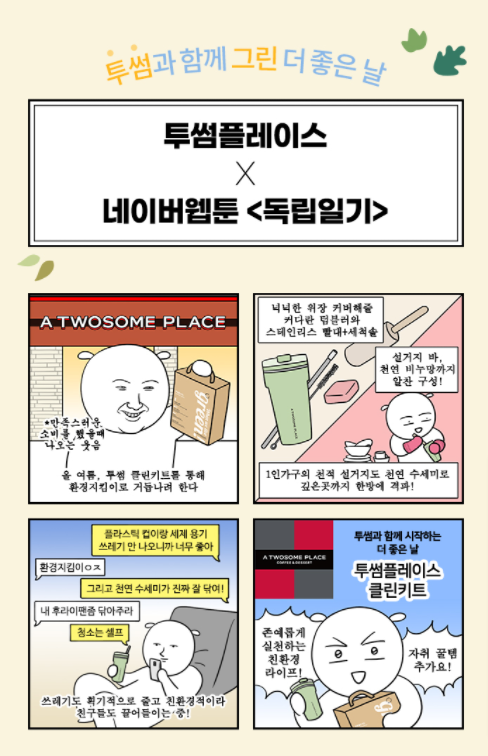 투썸과 함께 그린 더 좋은 날
투썸플레이스
X
네이버웹툰 <독립일기>
A TWOSOME PLACE
green
*만족스러운
소비를 했을때
나오는 웃음
올 여름, 투썸 클린키트를 통해
환경지킴이로 거듭나려 한다
넉넉한 위장 커버해줄
커다란 텀블러와
스테인리스 빨대+세척솔
설거지 바,
천연 비누망까지
알찬 구성!
1인가구의 천적 설거지도 천연 수세미로
깊은곳까지 한방에 격파!
플라스틱 컵이랑 세제 용기
쓰레기 안 나오니까 너무 좋아
환경지킴이ㅇㅈ
그리고 천연 수세미가 진짜 잘 닦여!
내 후라이팬좀 닦아주라
청소는 셀프
쓰레기도 획기적으로 줄고 친환경적이라
친구들도 끌어들이는 중!
A TWOSOME PLACE
COFFEE & DESSERT
투썸과 함께 시작하는
더 좋은 날
투썸플레이스
클린키트
존예롭게
실천하는
친환경
라이프!
자취 꿀템
추가요!